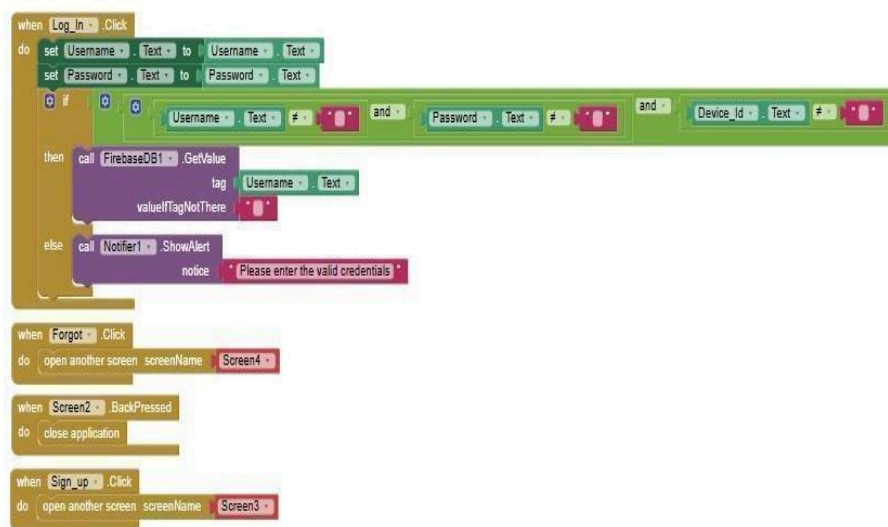 when Log_In .Click
do set Username . Text to Username . Text
set Password . Text to Password . Text
if Username . Text ≠ " " and Password . Text ≠ " " and Device_Id . Text ≠ " "
then call FirebaseDB1 .GetValue
tag Username . Text
valueIfTagNotThere " "
else call Notifier1 .ShowAlert
notice " Please enter the valid credentials "
when Forgot .Click
do open another screen screenName Screen4
when Screen2 .BackPressed
do close application
when Sign_up .Click
do open another screen screenName Screen3